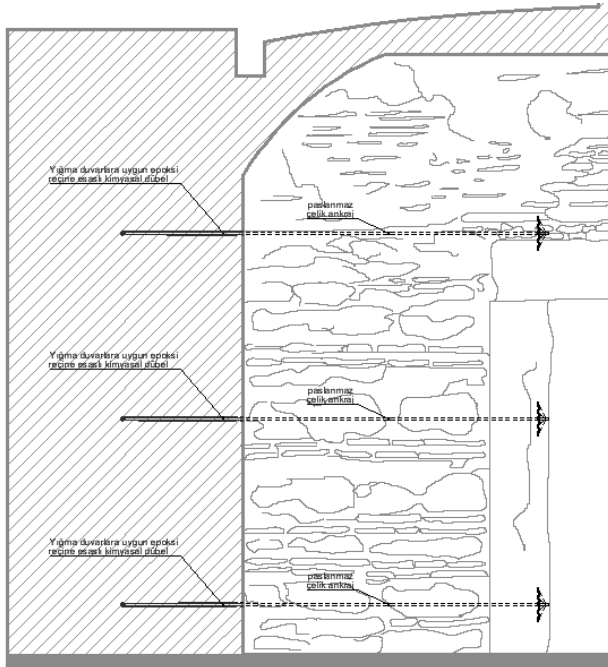 Yığma duvarlara uygun epoksi
reçine esaslı kimyasal dübel
paslanmaz
çelik ankraj
Yığma duvarlara uygun epoksi
reçine esaslı kimyasal dübel
paslanmaz
çelik ankraj
Yığma duvarlara uygun epoksi
reçine esaslı kimyasal dübel
paslanmaz
çelik ankraj